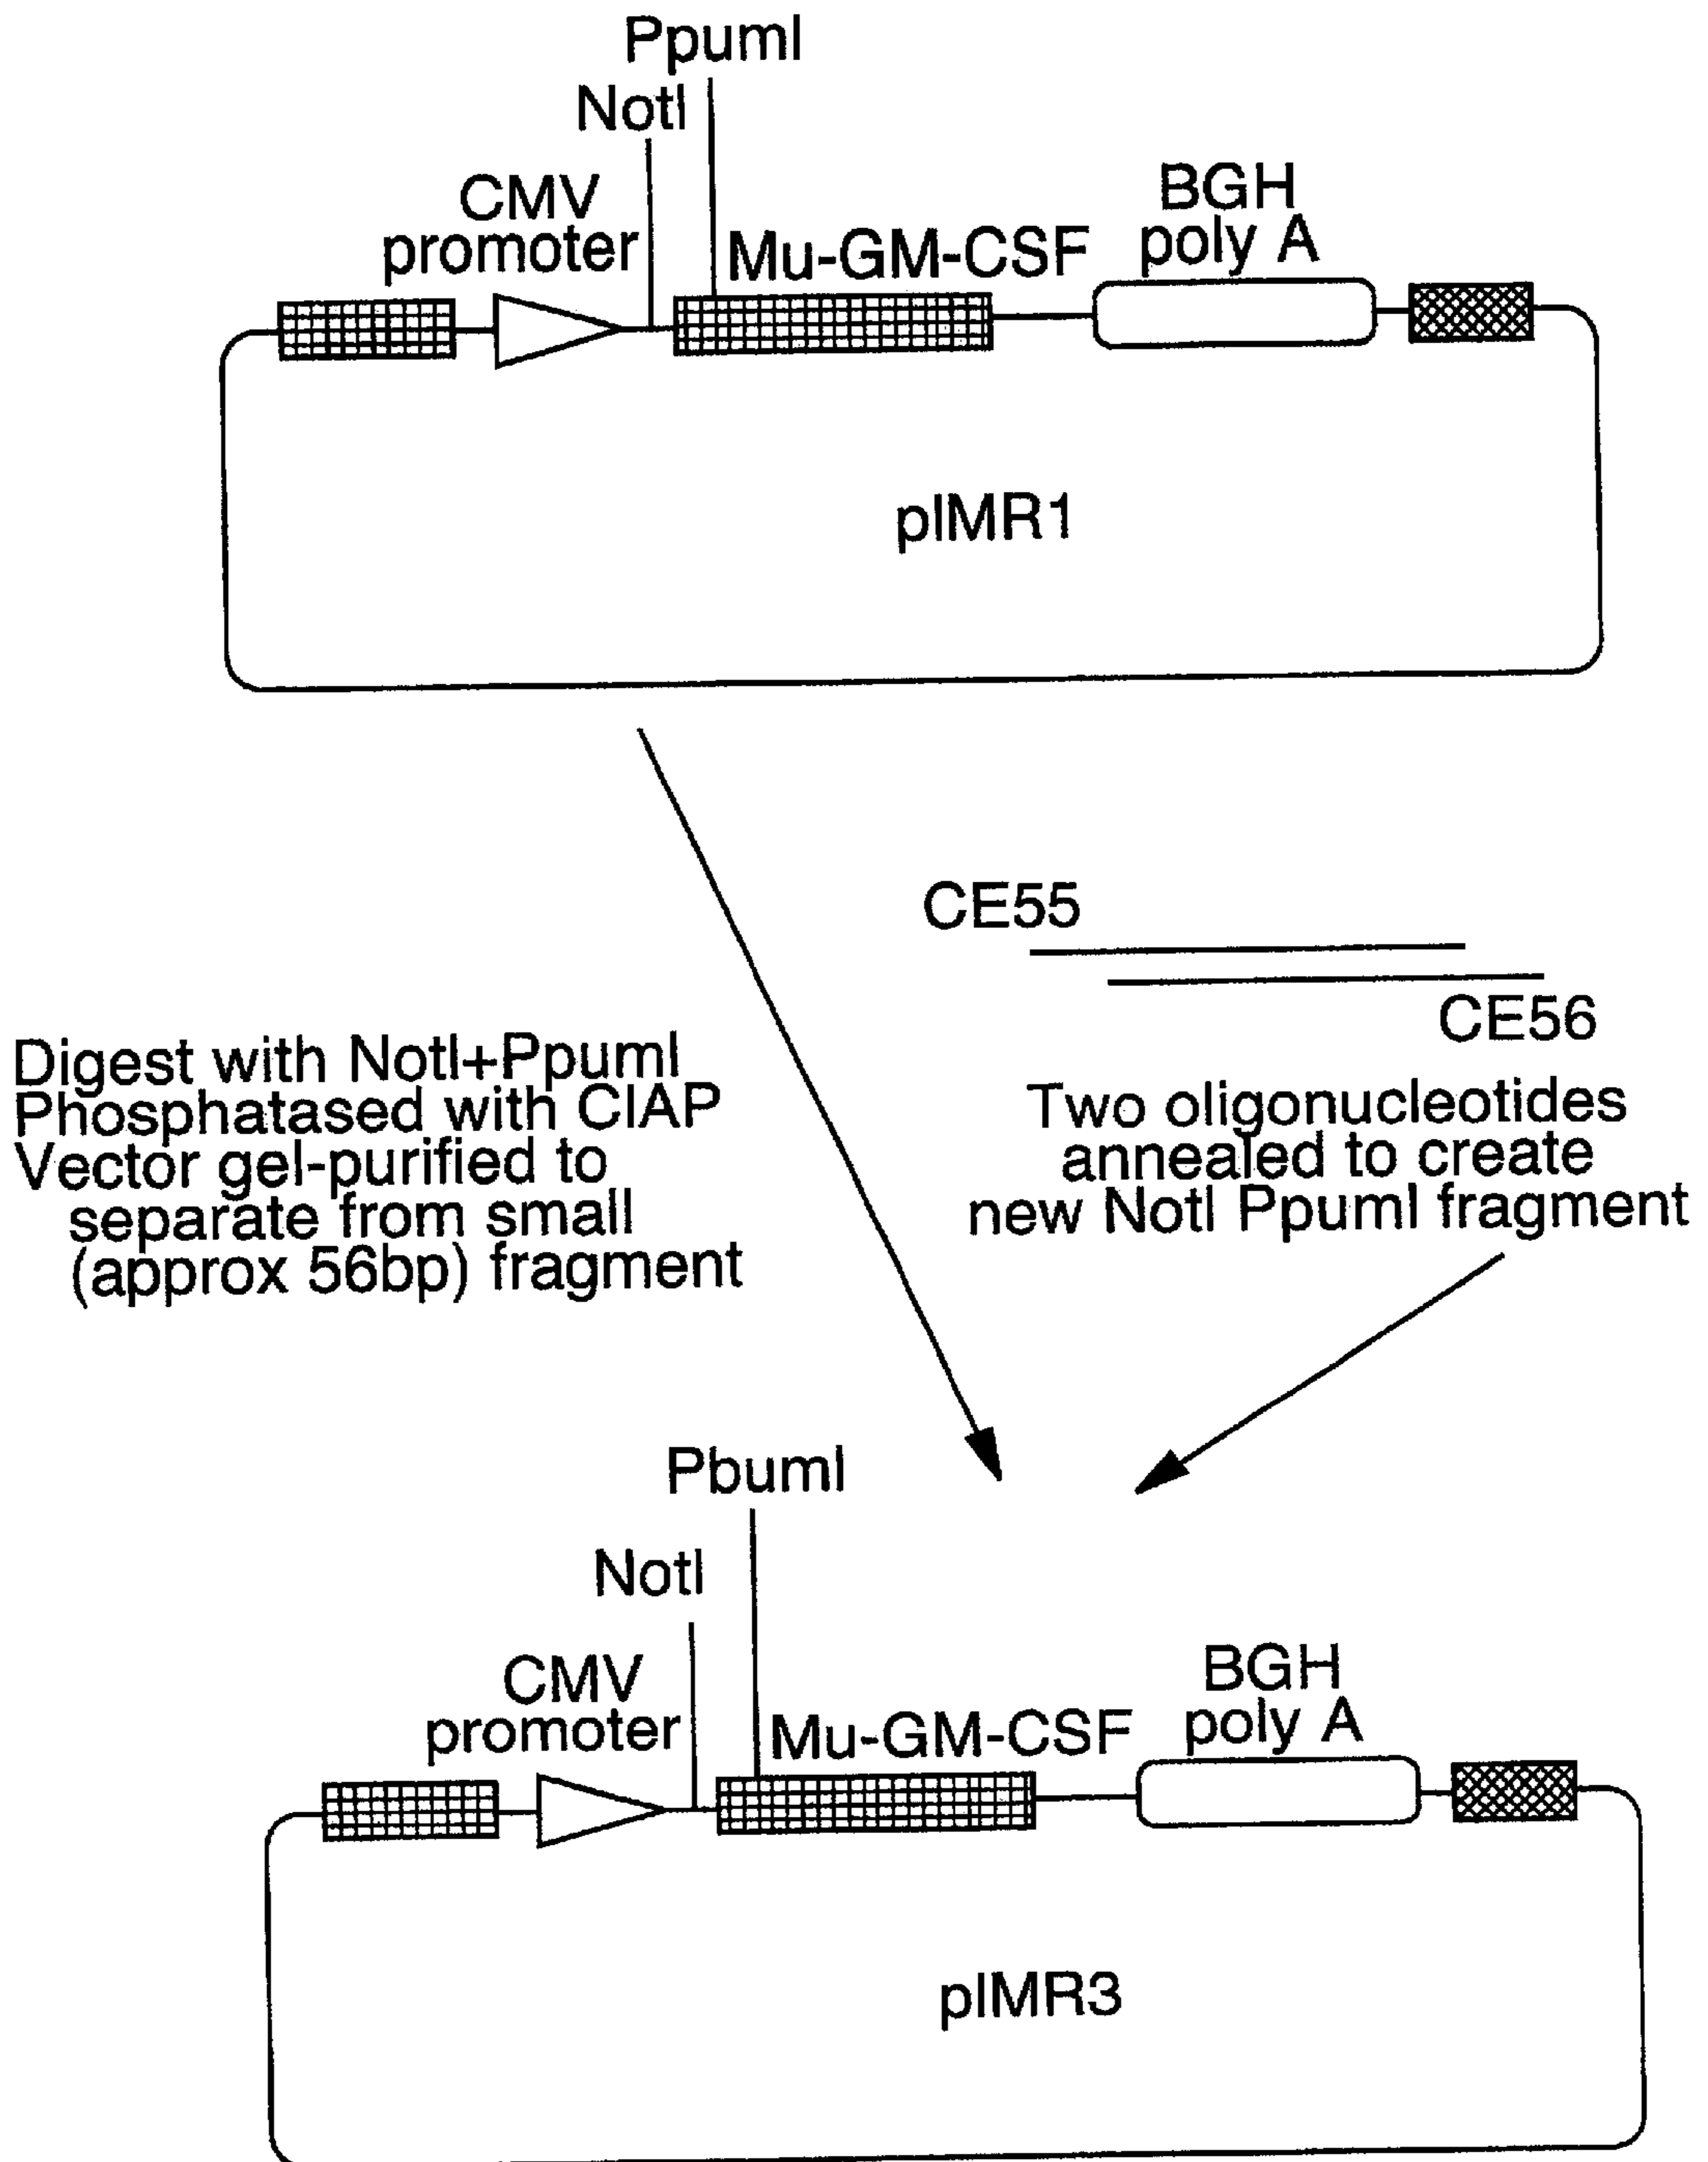 PpumI
NotI
CMV
promoter
Mu-GM-CSF
BGH
poly A
pIMR1
CE55
CE56
Digest with NotI+PpumI
Phosphatased with CIAP
Vector gel-purified to
separate from small
(approx 56bp) fragment
Two oligonucleotides
annealed to create
new NotI PpumI fragment
PbumI
NotI
CMV
promoter
Mu-GM-CSF
BGH
poly A
pIMR3